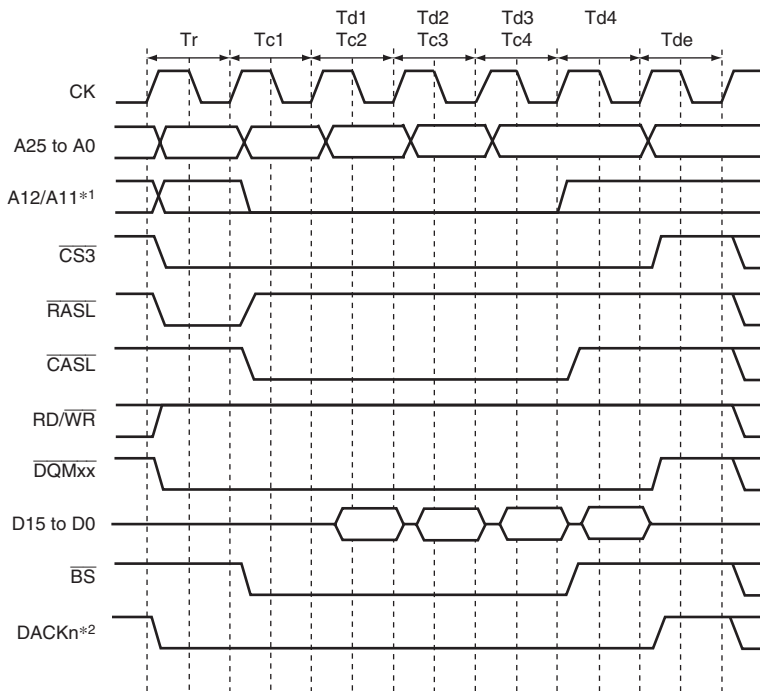 Td1 Td2 Td3 Td4
Tr Tc1 Tc2 Tc3 Tc4 Tde
CK
A25 to A0
A12/A11*1
CS3
RASL
CASL
RD/WR
DQMxx
D15 to D0
BS
DACKn*2